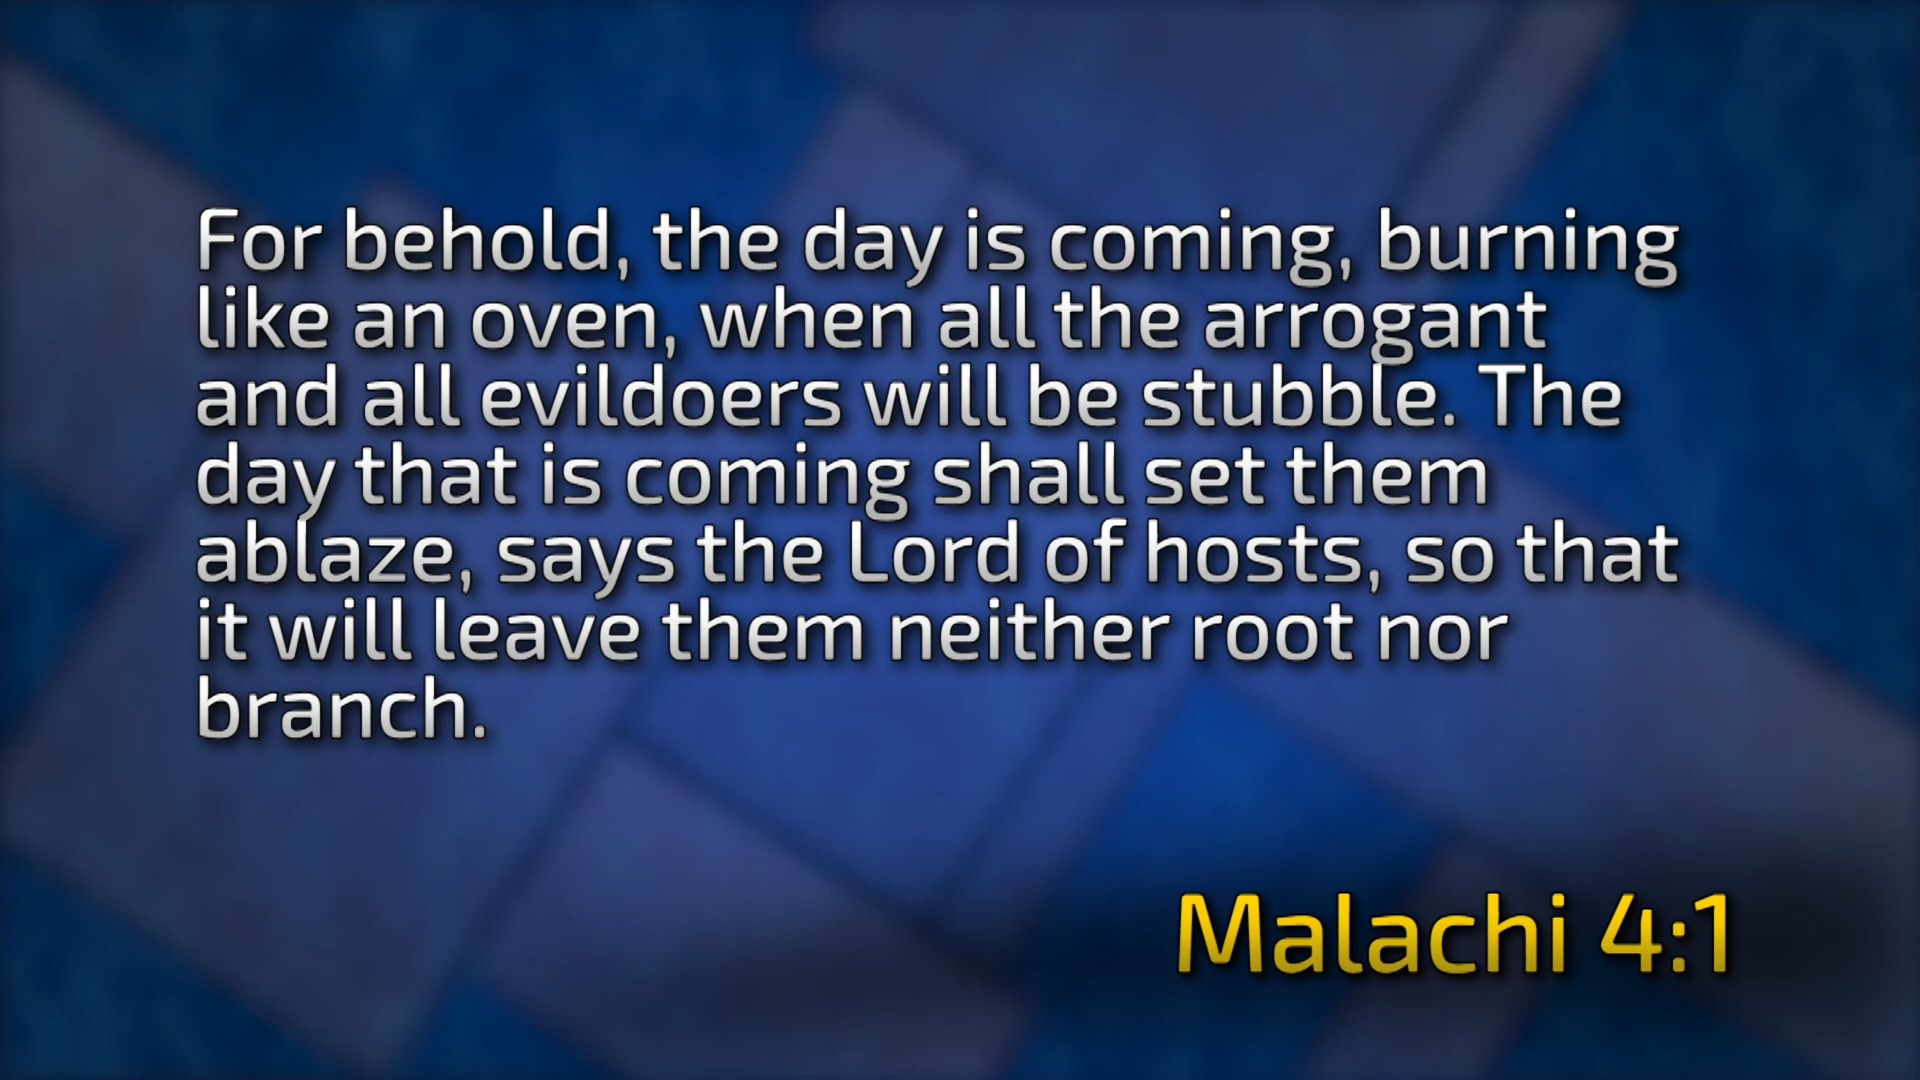 For behold, the day is coming, burning
like an oven, when all the arrogant
and all evildoers will be stubble. The
day that is coming shall set them
ablaze, says the Lord of hosts, so that
it will leave them neither root nor
branch.
Malachi 4:1